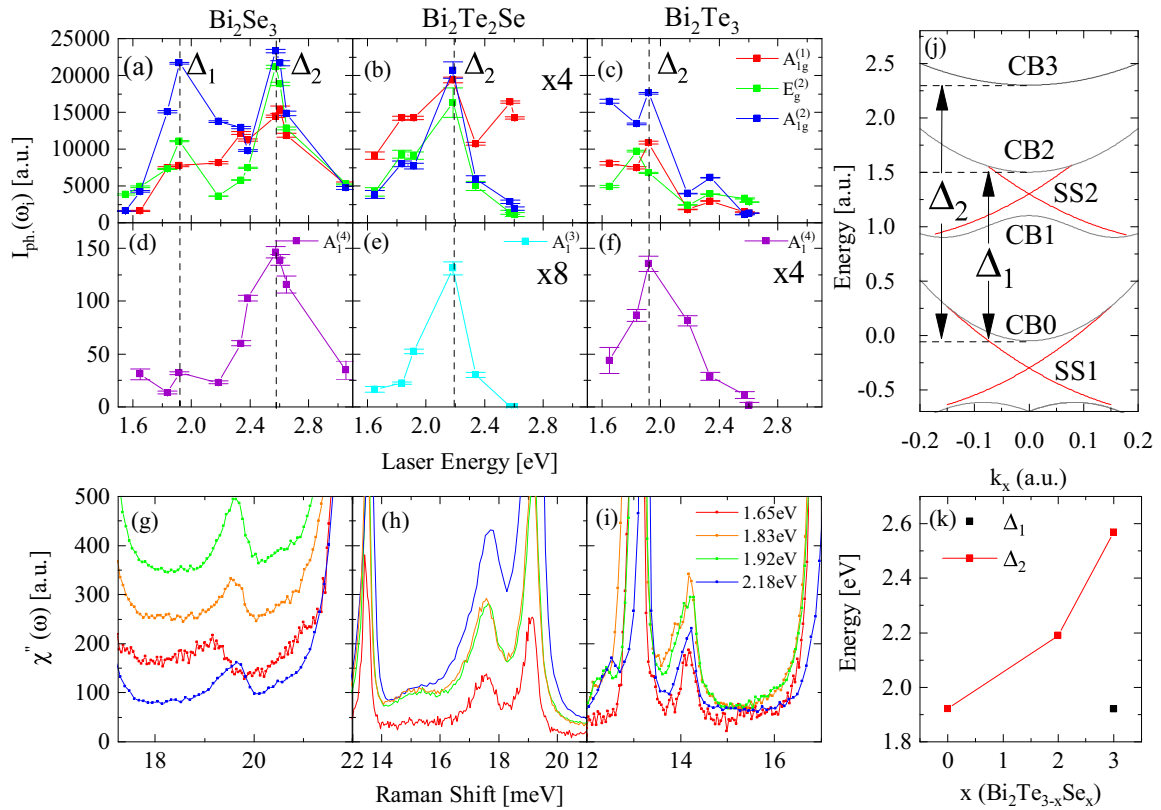 Bi₂Se₃ Bi₂Te₂Se Bi₂Te₃
25000 (a) Δ₁ Δ₂ (b) Δ₂ x4 (c) Δ₂ A₁g⁽¹⁾
20000 Eg⁽²⁾
15000 A₁g⁽²⁾
10000
5000
0
I_ph.(ω_i) [a.u.]
(d) A₁⁽⁴⁾ (e) A₁⁽³⁾ (f) A₁⁽⁴⁾
150 x8 x4
100
50
0
1.6 2.0 2.4 2.8 1.6 2.0 2.4 2.8 1.6 2.0 2.4 2.8
Laser Energy [eV]
(j)
2.5 CB3
2.0
CB2
1.5
SS2
Δ₂
1.0 CB1
Δ₁
0.5
0.0 CB0
SS1
-0.5
Energy [a.u.]
-0.2 -0.1 0.0 0.1 0.2
kₓ (a.u.)
500 (g) (h) (i) 1.65eV
400 1.83eV
1.92eV
300 2.18eV
200
100
0
χ"(ω) [a.u.]
18 20 22 12 14 16 18 20 12 14 16
Raman Shift [meV]
(k)
2.6 Δ₁
Δ₂
2.4
2.2
2.0
1.8
Energy [eV]
0 1 2 3
x (Bi₂Te₃₋ₓSeₓ)